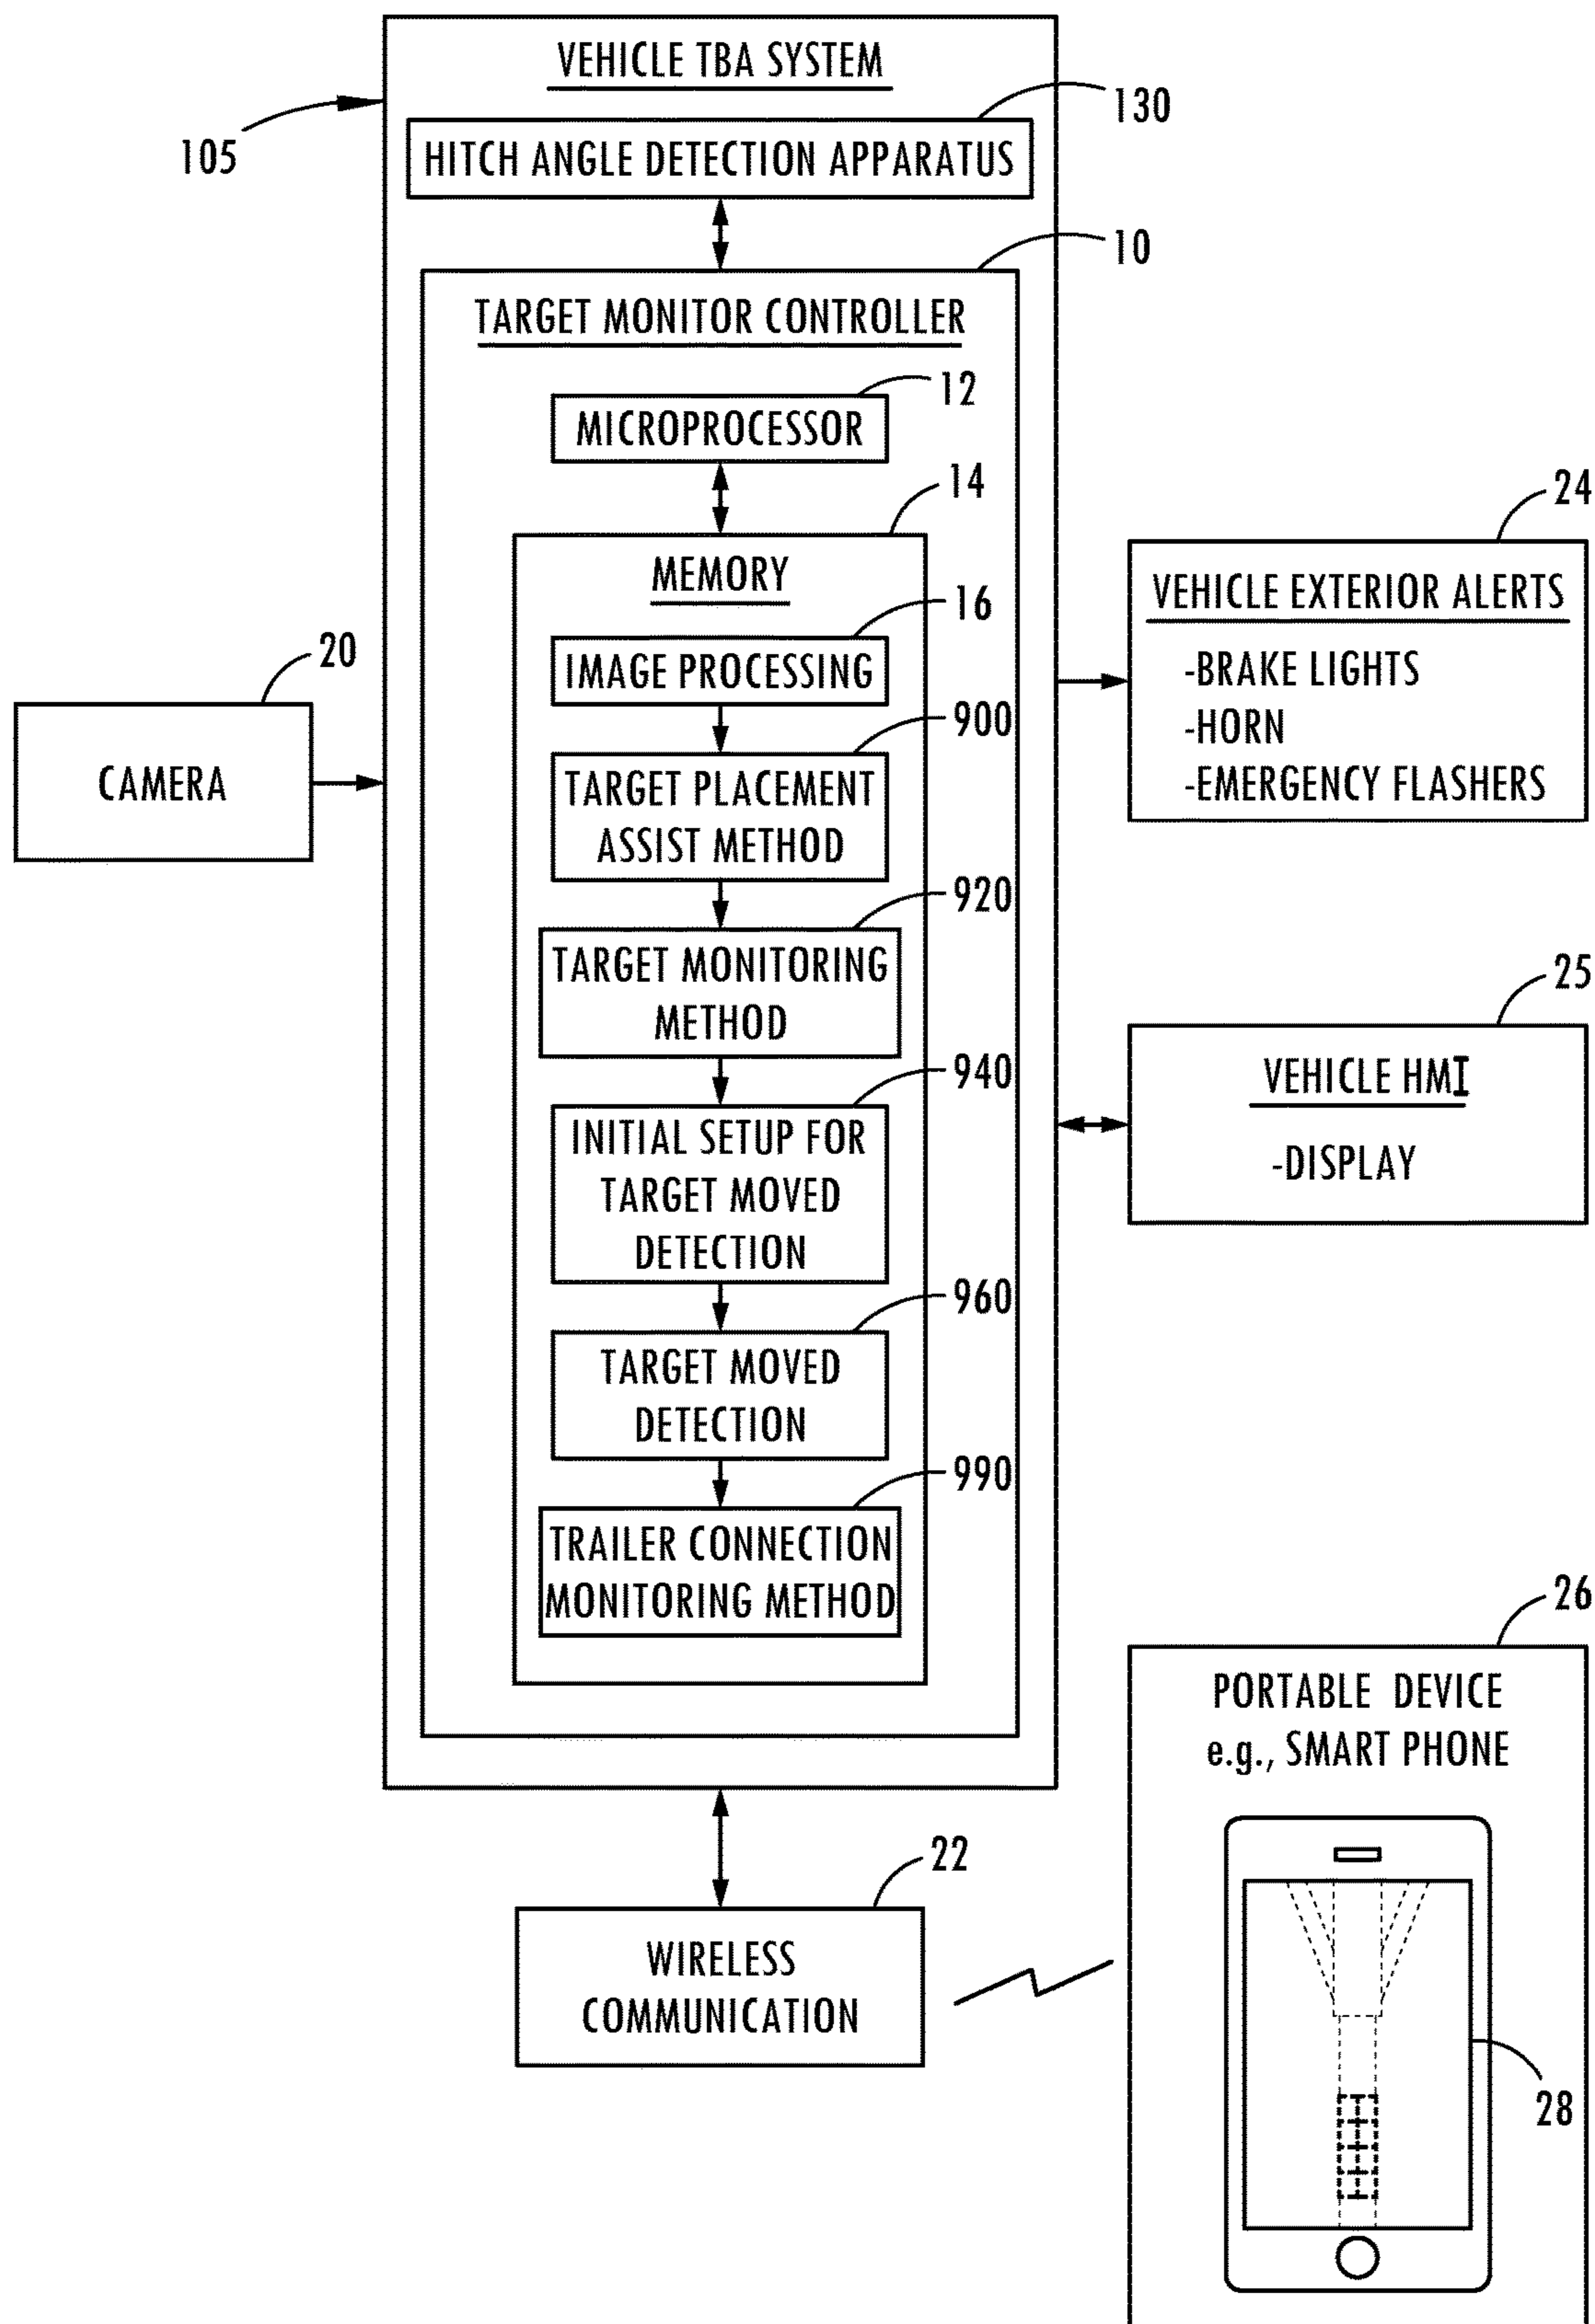 VEHICLE TBA SYSTEM
105
130
HITCH ANGLE DETECTION APPARATUS
10
TARGET MONITOR CONTROLLER
12
MICROPROCESSOR
14
MEMORY
16
IMAGE PROCESSING
900
TARGET PLACEMENT
ASSIST METHOD
920
TARGET MONITORING
METHOD
940
INITIAL SETUP FOR
TARGET MOVED
DETECTION
960
TARGET MOVED
DETECTION
990
TRAILER CONNECTION
MONITORING METHOD
20
CAMERA
24
VEHICLE EXTERIOR ALERTS
-BRAKE LIGHTS
-HORN
-EMERGENCY FLASHERS
25
VEHICLE HMI
-DISPLAY
22
WIRELESS
COMMUNICATION
26
PORTABLE DEVICE
e.g., SMART PHONE
28